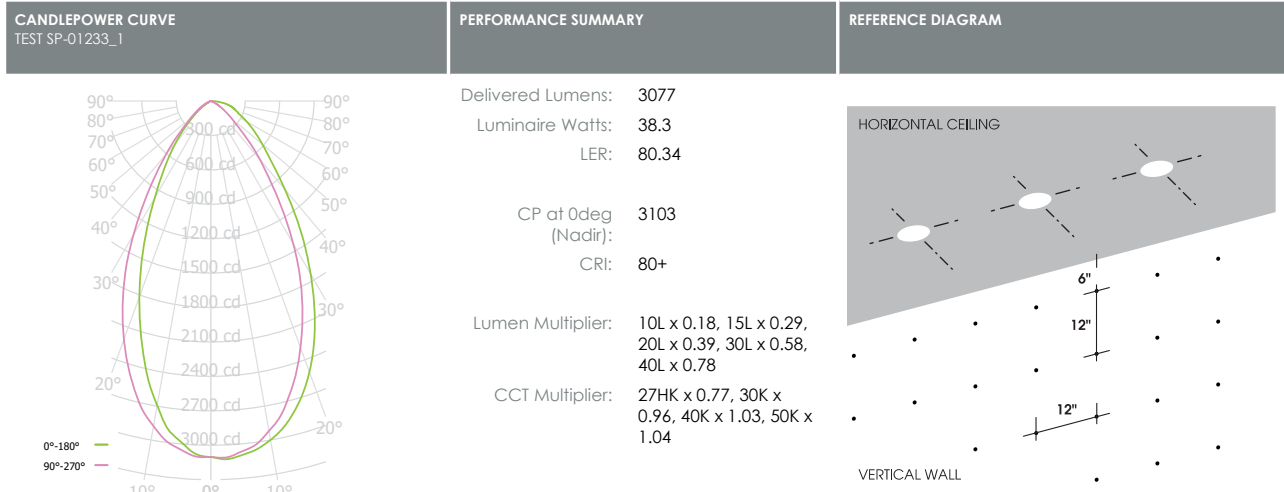 CANDLEPOWER CURVE
TEST SP-01233_1
PERFORMANCE SUMMARY
REFERENCE DIAGRAM
90° 90°
80° 80°
70° 70°
60° 60°
50° 50°
40° 40°
30° 30°
20° 20°
10° 0° 10°
300 cd
600 cd
900 cd
1200 cd
1500 cd
1800 cd
2100 cd
2400 cd
2700 cd
3000 cd
0°-180°
90°-270°
Delivered Lumens: 3077
Luminaire Watts: 38.3
LER: 80.34
CP at 0deg 3103
(Nadir):
CRI: 80+
Lumen Multiplier: 10L x 0.18, 15L x 0.29,
20L x 0.39, 30L x 0.58,
40L x 0.78
CCT Multiplier: 27HK x 0.77, 30K x
0.96, 40K x 1.03, 50K x
1.04
HORIZONTAL CEILING
6"
12"
12"
VERTICAL WALL